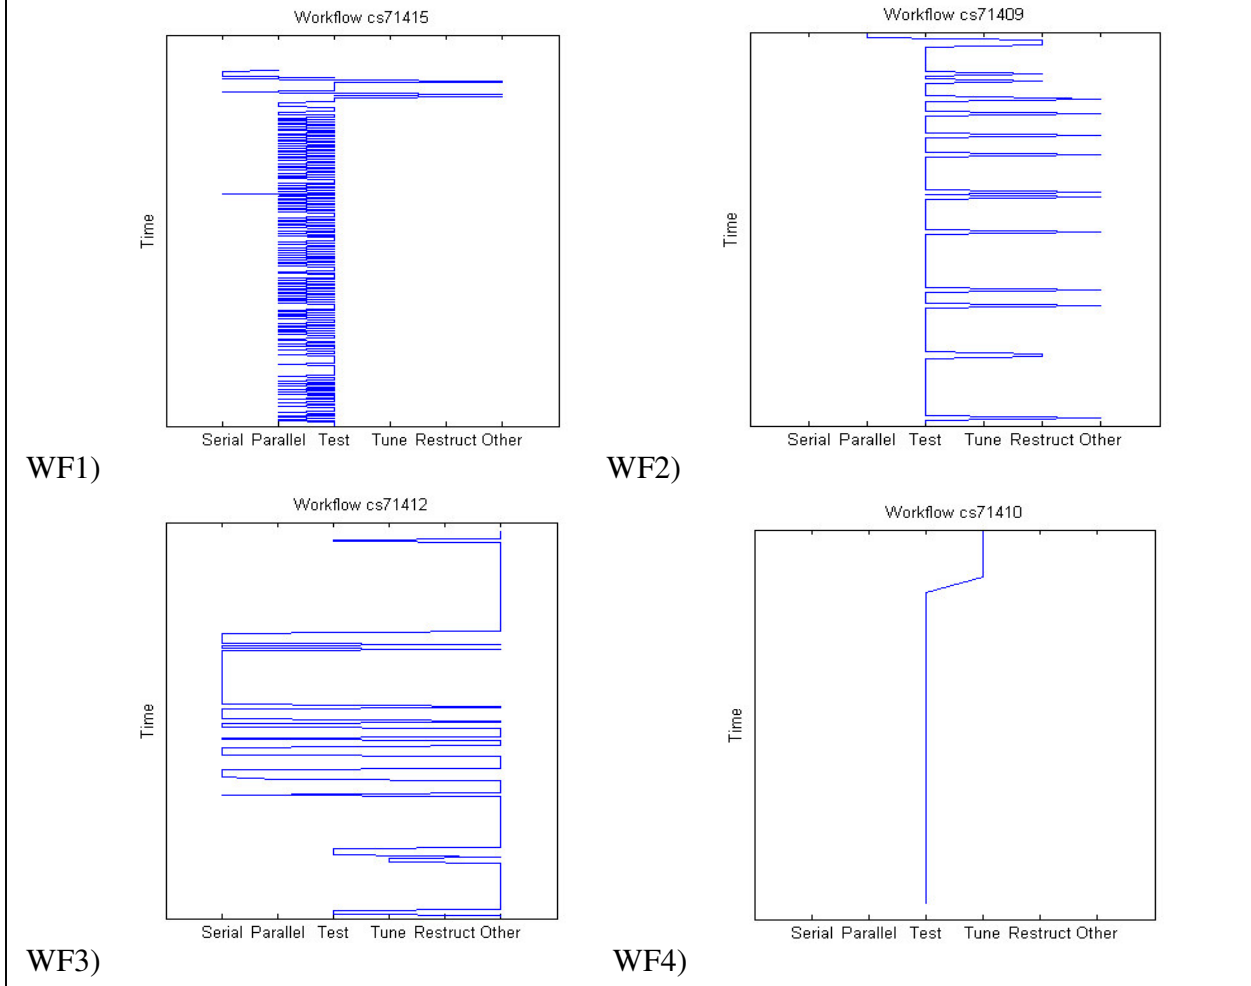 Workflow cs71415
Time
Serial Parallel Test Tune Restruct Other
WF1)
Workflow cs71409
Time
Serial Parallel Test Tune Restruct Other
WF2)
Workflow cs71412
Time
Serial Parallel Test Tune Restruct Other
WF3)
Workflow cs71410
Time
Serial Parallel Test Tune Restruct Other
WF4)